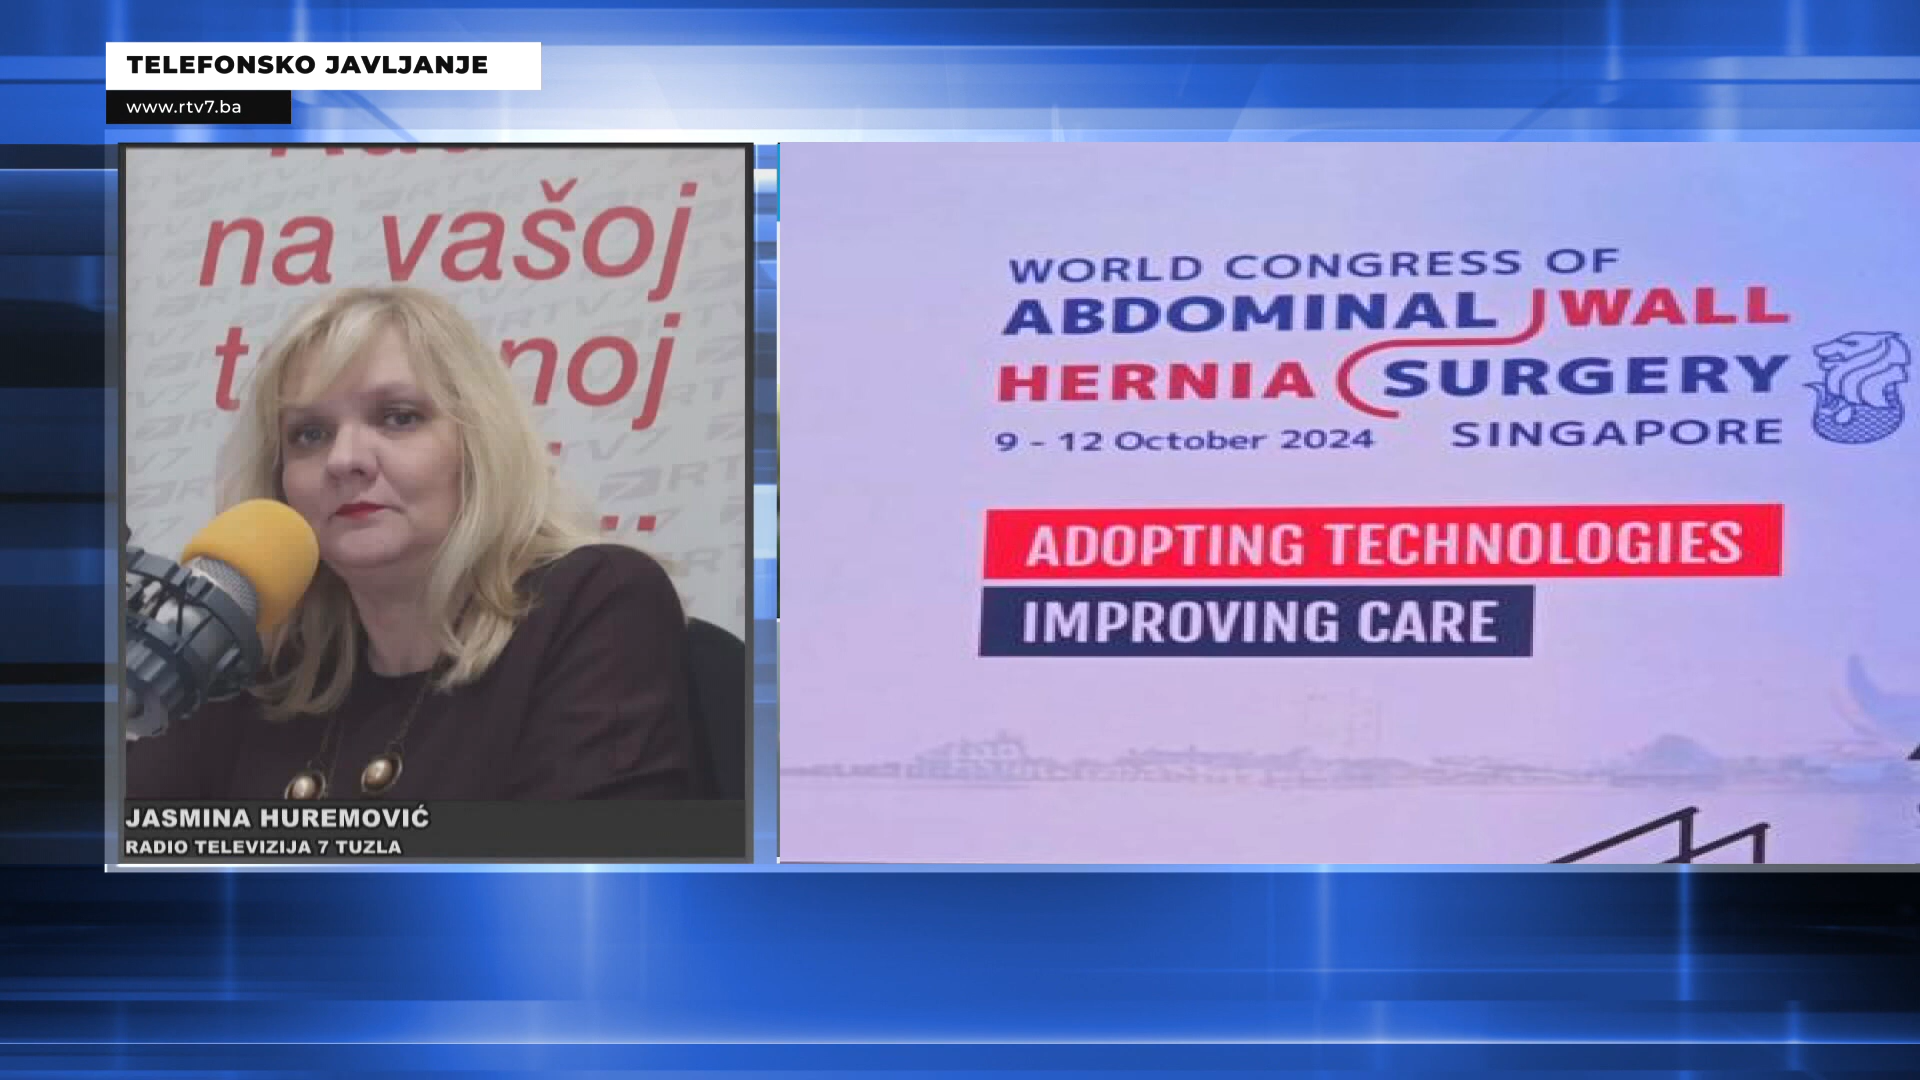 TELEFONSKO JAVLJANJE
www.rtv7.ba
na vašoj
noj
JASMINA HUREMOVIĆ
RADIO TELEVIZIJA 7 TUZLA
WORLD CONGRESS OF
ABDOMINAL WALL
HERNIA SURGERY
9 - 12 October 2024 SINGAPORE
ADOPTING TECHNOLOGIES
IMPROVING CARE